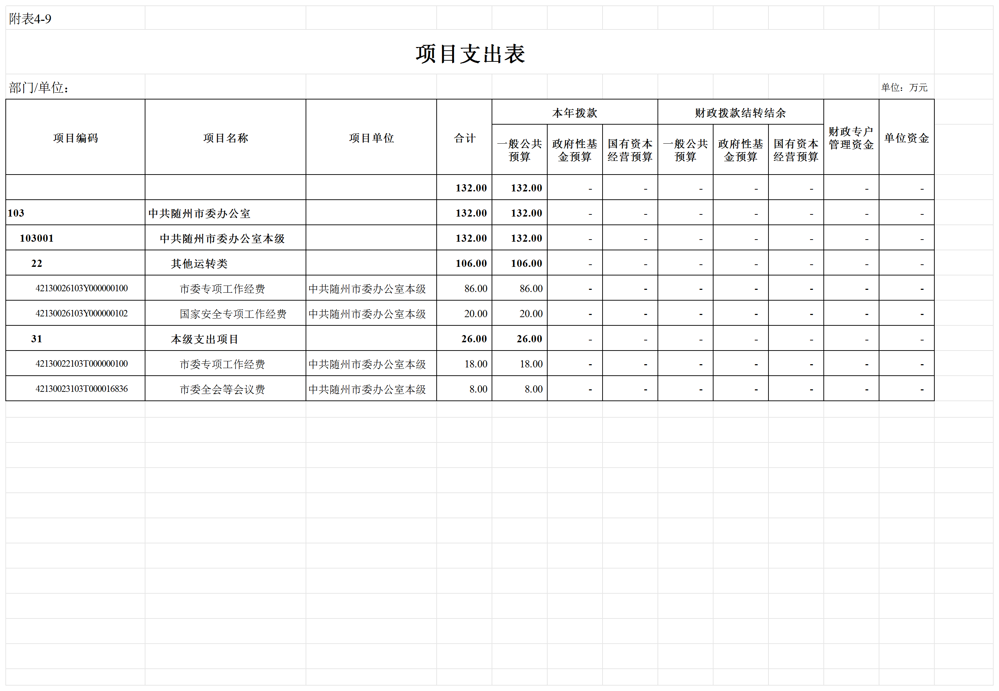 附表4-9
项目支出表
部门/单位： 单位：万元
项目编码 项目名称 项目单位 合计 本年拨款 财政拨款结转结余 财政专户管理资金 单位资金
一般公共预算 政府性基金预算 国有资本经营预算 一般公共预算 政府性基金预算 国有资本经营预算
132.00 132.00 - - - - - - -
103 中共随州市委办公室 132.00 132.00 - - - - - - -
103001 中共随州市委办公室本级 132.00 132.00 - - - - - - -
22 其他运转类 106.00 106.00 - - - - - - -
42130026103Y000000100 市委专项工作经费 中共随州市委办公室本级 86.00 86.00 - - - - - - -
42130026103Y000000102 国家安全专项工作经费 中共随州市委办公室本级 20.00 20.00 - - - - - - -
31 本级支出项目 26.00 26.00 - - - - - - -
42130022103T000000100 市委专项工作经费 中共随州市委办公室本级 18.00 18.00 - - - - - - -
42130023103T000016836 市委全会等会议费 中共随州市委办公室本级 8.00 8.00 - - - - - - -